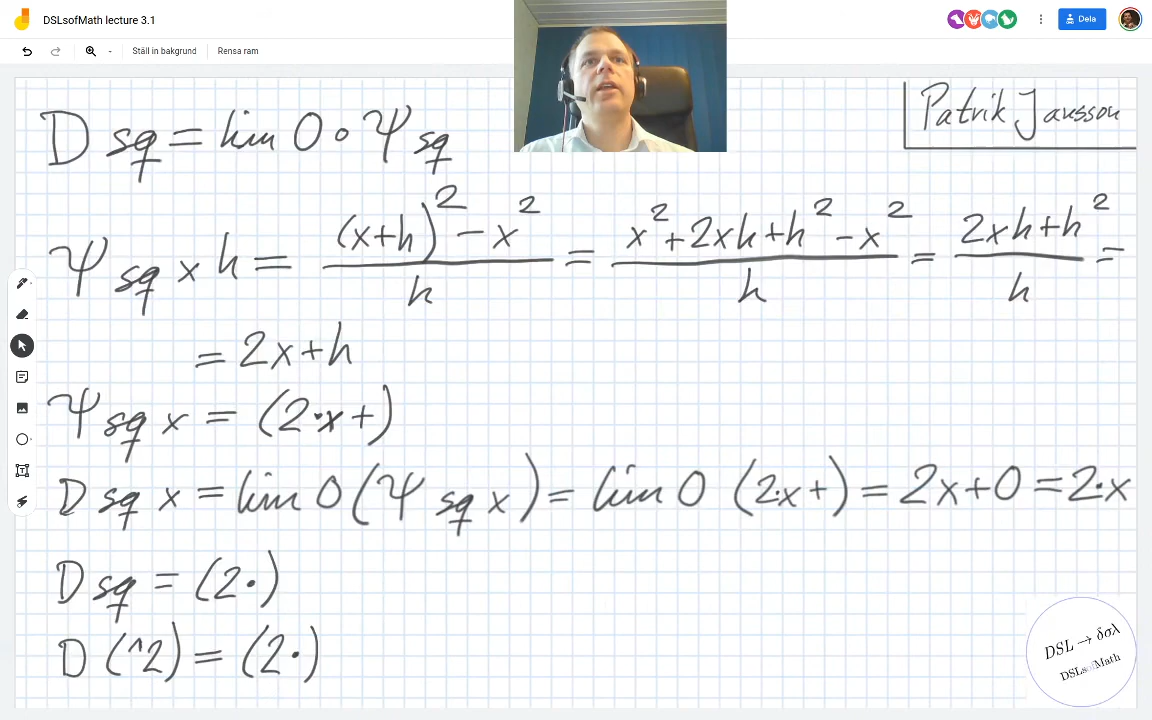 DSLsofMath lecture 3.1
Dela
Ställ in bakgrund
Rensa ram
Patrik Jansson
D sq = lim 0 ∘ Ψ sq
Ψ sq x h = ((x+h)² - x²)/h = (x² + 2xh + h² - x²)/h = (2xh + h²)/h =
= 2x+h
Ψ sq x = (2·x+)
D sq x = lim 0 (Ψ sq x) = lim 0 (2·x+) = 2x+0 = 2·x
D sq = (2·)
D (^2) = (2·)
DSL → δσλ
DSLsofMath